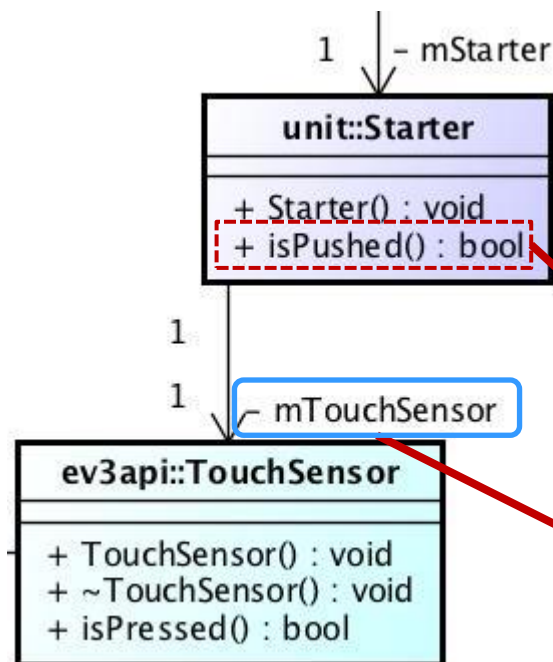 1 - mStarter
unit::Starter
+ Starter() : void
+ isPushed() : bool
1
1 - mTouchSensor
ev3api::TouchSensor
+ TouchSensor() : void
+ ~TouchSensor() : void
+ isPressed() : bool